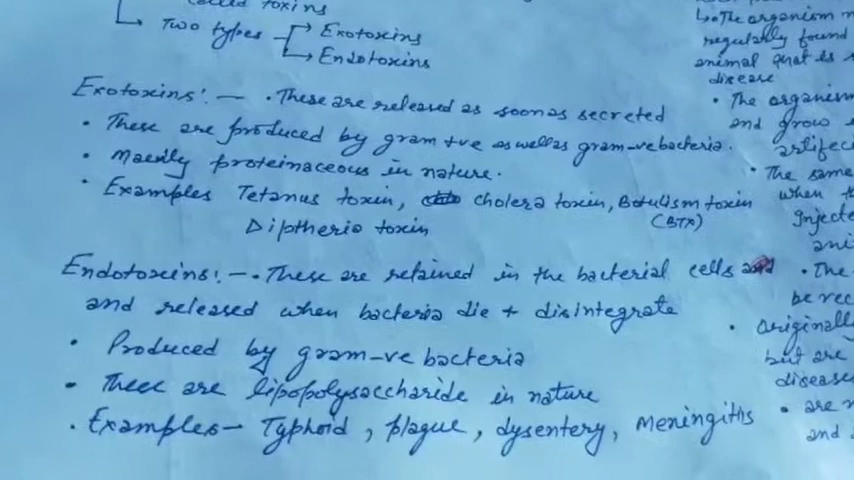 called toxins
Two types → Exotoxins
→ Endotoxins
Exotoxins! — • These are released as soon as secreted
• These are produced by gram +ve as well as gram -ve bacteria.
• Mainly proteinaceous in nature.
• Examples Tetanus toxin, cholera toxin, Botulism toxin
(BTX)
Diptheria toxin
Endotoxins! — • These are retained in the bacterial cells
and released when bacteria die + disintegrate
• Produced by gram -ve bacteria
• These are lipopolysaccharide in nature
• Examples - Typhoid, plague, dysentery, Meningitis
↳ The organism
regularly found
animal that is
disease
• The organism
and grow
• The same
when
Injecte
ani
• The
be rec
• Originally
but are
disease
• are
and